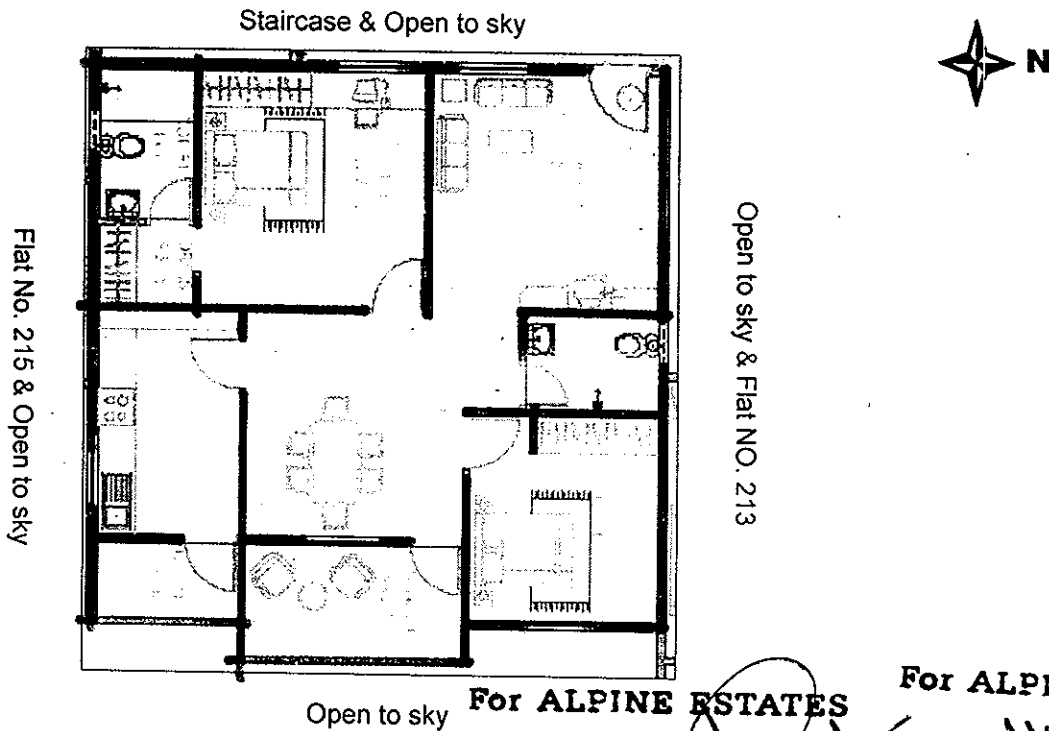 Staircase & Open to sky
N
Flat No. 215 & Open to sky
Open to sky & Flat NO. 213
Open to sky
For ALPINE ESTATES
For ALPI